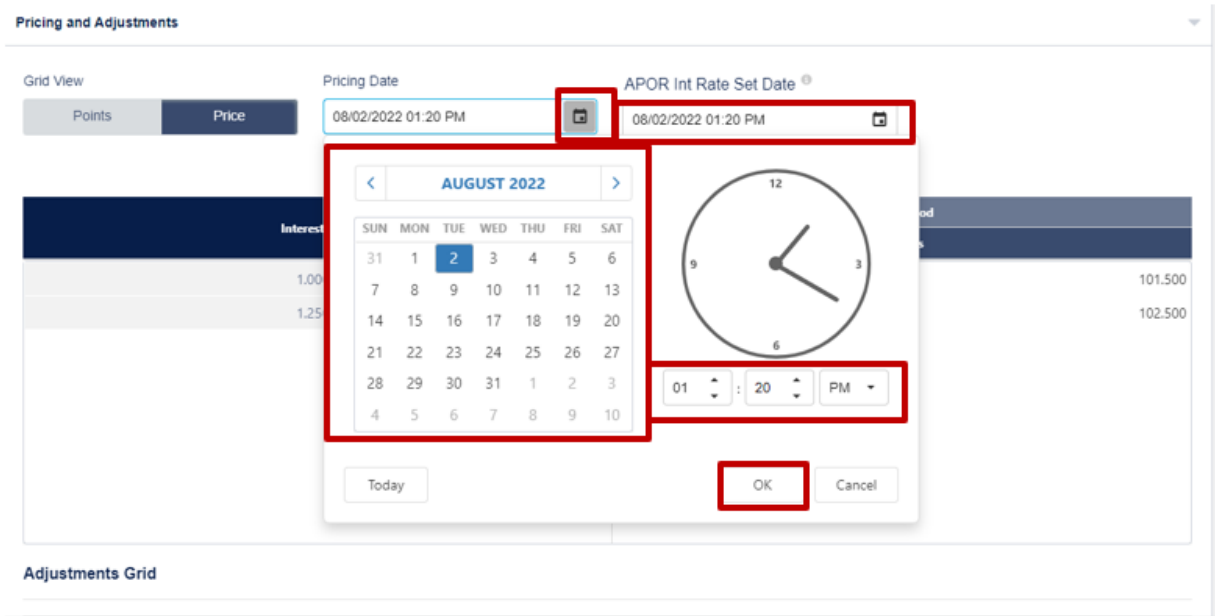 Pricing and Adjustments
Grid View
Pricing Date
APOR Int Rate Set Date
Points
Price
08/02/2022 01:20 PM
08/02/2022 01:20 PM
AUGUST 2022
SUN MON TUE WED THU FRI SAT
31 1 2 3 4 5 6
7 8 9 10 11 12 13
14 15 16 17 18 19 20
21 22 23 24 25 26 27
28 29 30 31 1 2 3
4 5 6 7 8 9 10
12
9
3
6
01 : 20 PM
Today
OK
Cancel
Interest
101.500
102.500
Adjustments Grid